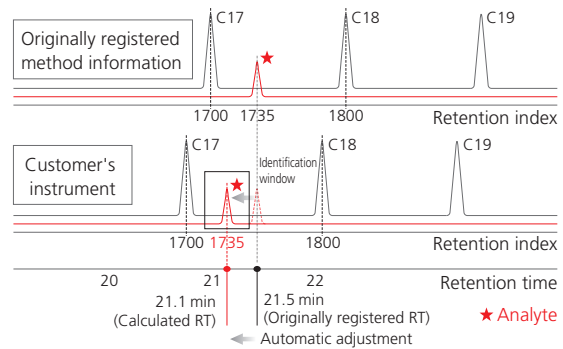 Originally registered
method information
C17
C18
C19
1700
1735
1800
Retention index
Customer's
instrument
C17
Identification
window
C18
C19
1700
1735
1800
Retention index
20
21
22
Retention time
21.1 min
(Calculated RT)
21.5 min
(Originally registered RT)
★ Analyte
Automatic adjustment